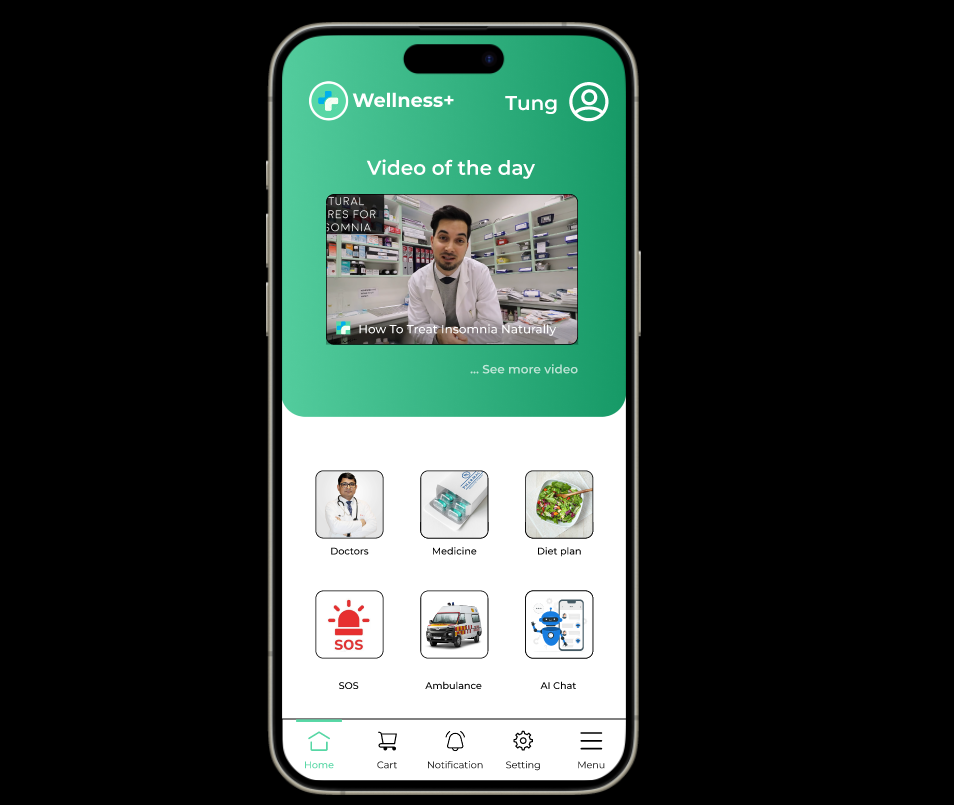 Wellness+
Tung
Video of the day
TURAL
RES FOR
SOMNIA
How To Treat Insomnia Naturally
... See more video
Doctors
Medicine
Diet plan
SOS
SOS
Ambulance
AI Chat
Home
Cart
Notification
Setting
Menu